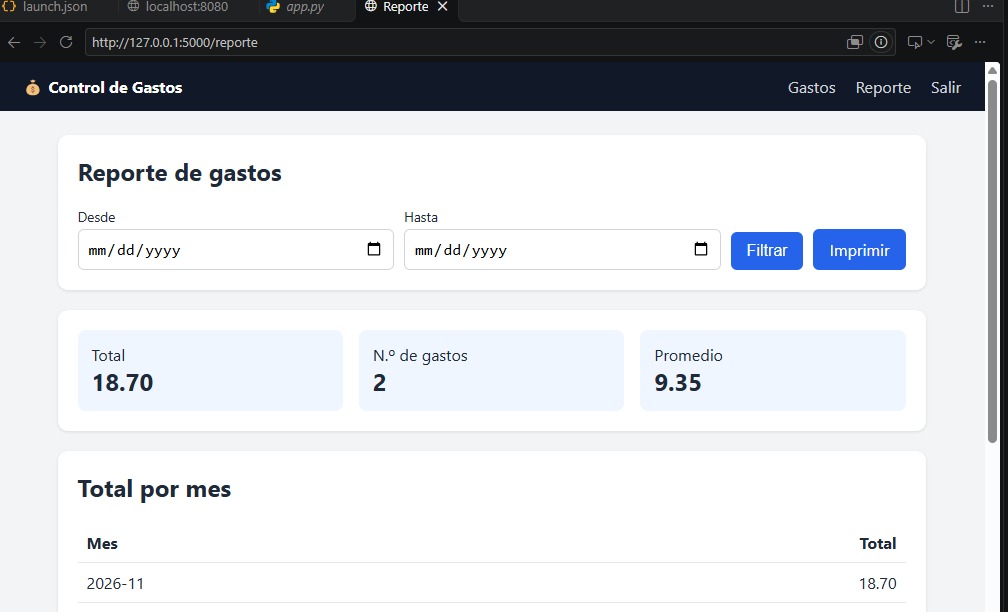 launch.json localhost:8080 app.py Reporte
http://127.0.0.1:5000/reporte
Control de Gastos Gastos Reporte Salir
Reporte de gastos
Desde Hasta
mm/dd/yyyy mm/dd/yyyy Filtrar Imprimir
Total N.º de gastos Promedio
18.70 2 9.35
Total por mes
Mes Total
2026-11 18.70